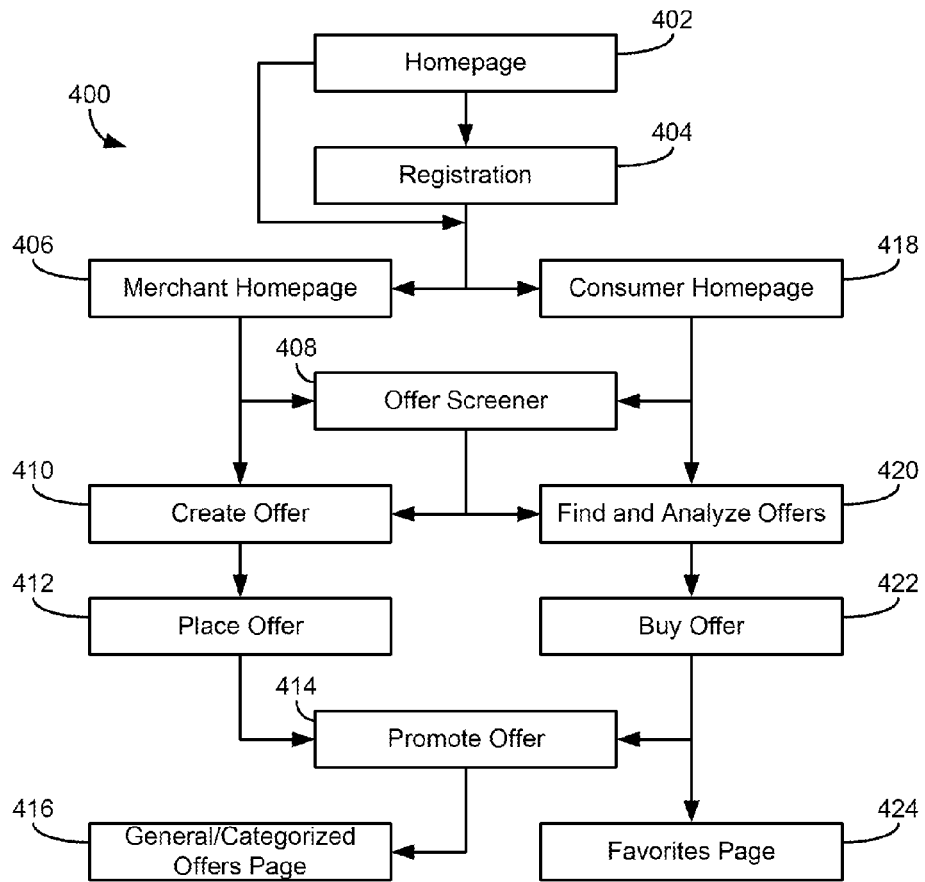 402
Homepage
400
404
Registration
406
418
Merchant Homepage
Consumer Homepage
408
Offer Screener
410
420
Create Offer
Find and Analyze Offers
412
422
Place Offer
Buy Offer
414
Promote Offer
416
424
General/Categorized
Offers Page
Favorites Page